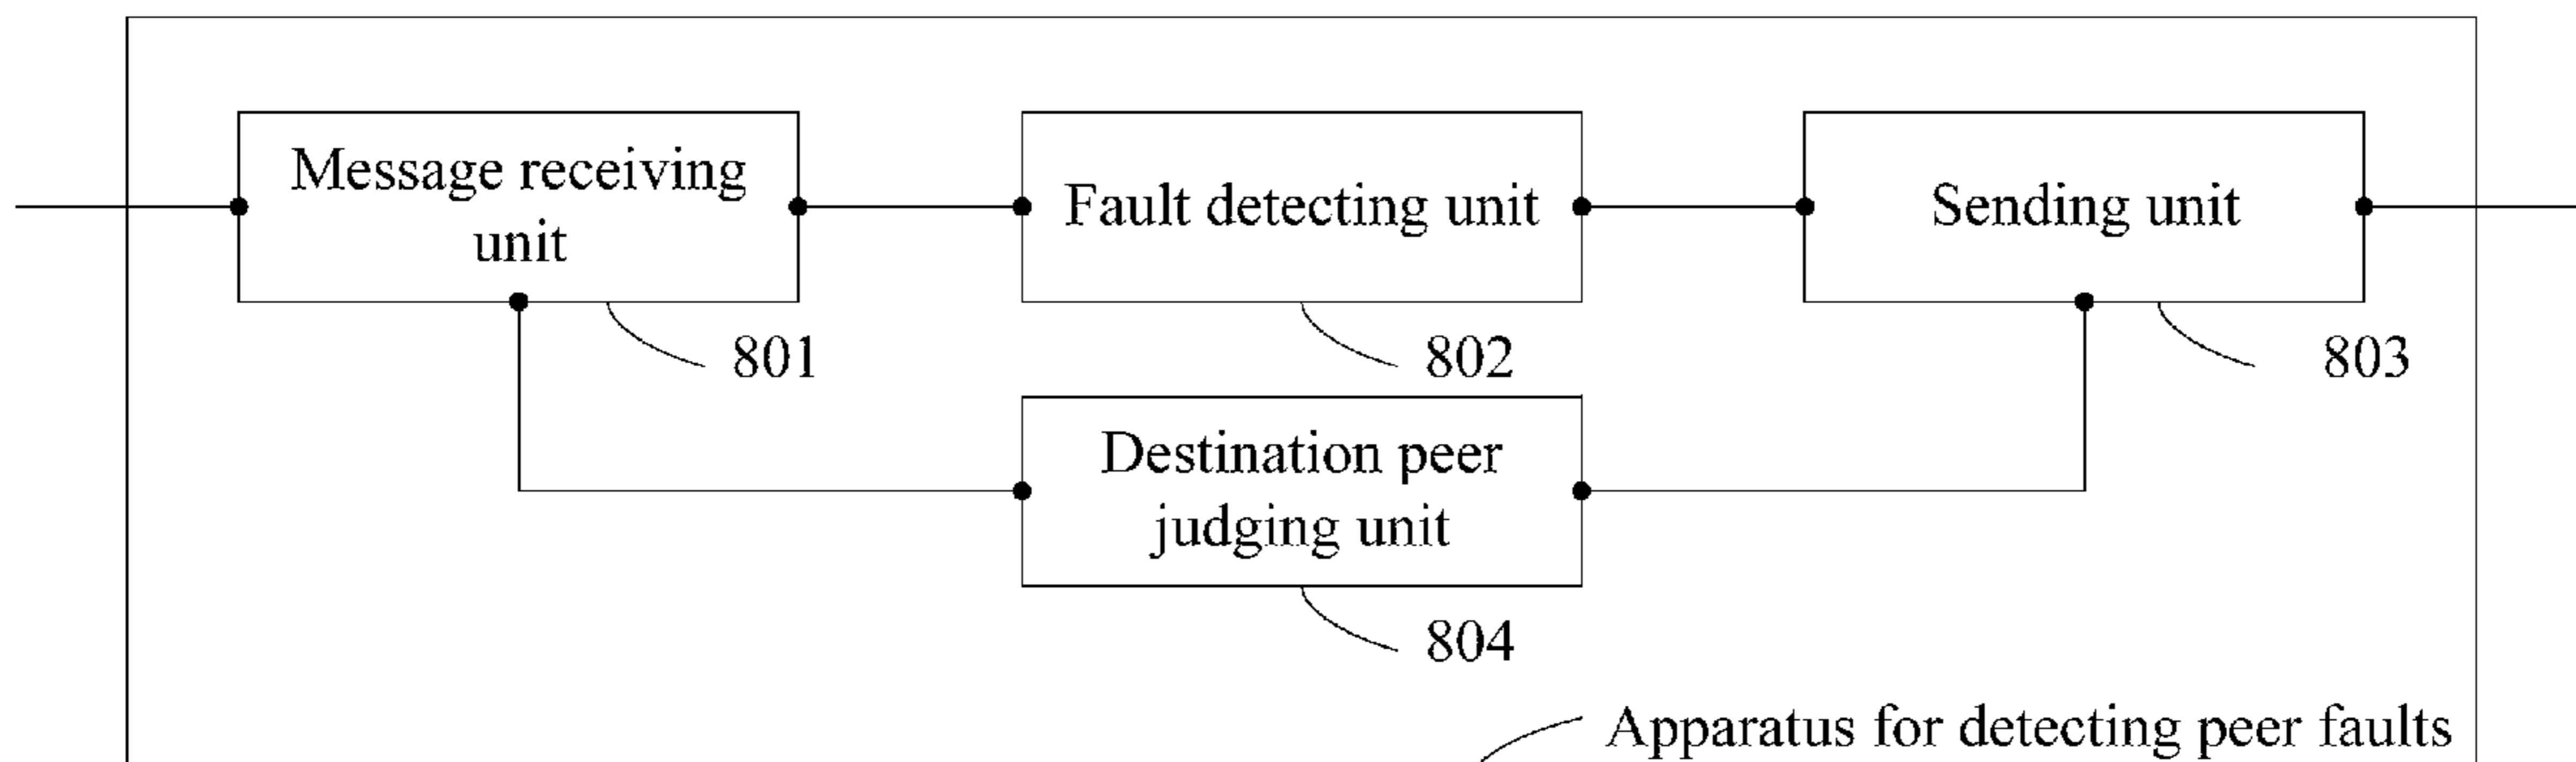 Message receiving
unit
Fault detecting unit
Sending unit
801
802
803
Destination peer
judging unit
804
Apparatus for detecting peer faults